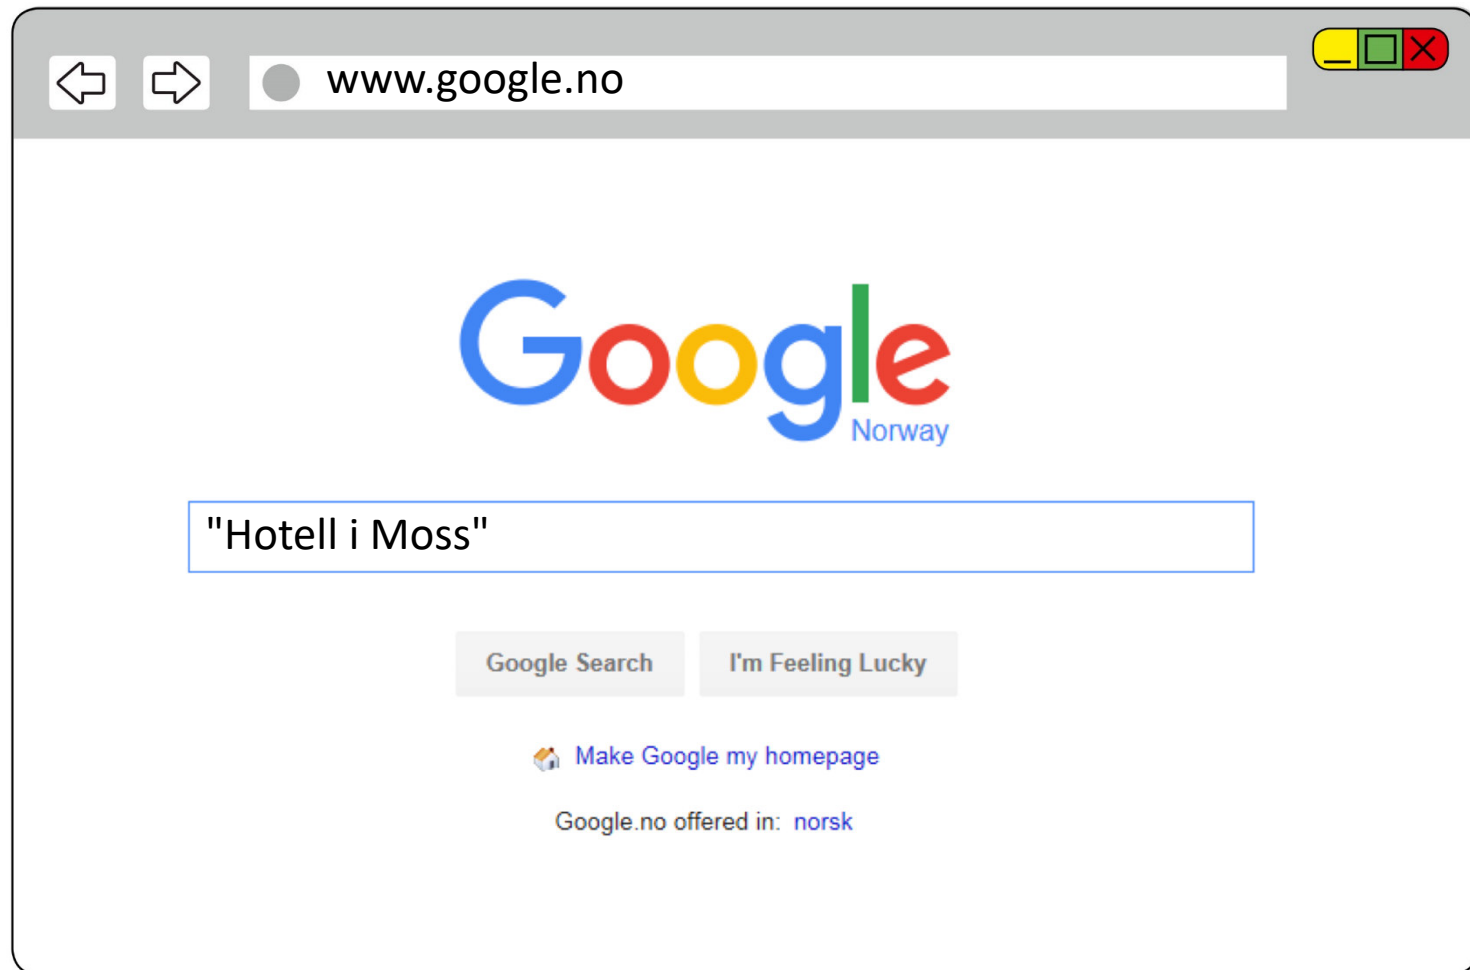 www.google.no
Google
Norway
"Hotell i Moss"
Google Search I'm Feeling Lucky
Make Google my homepage
Google.no offered in: norsk